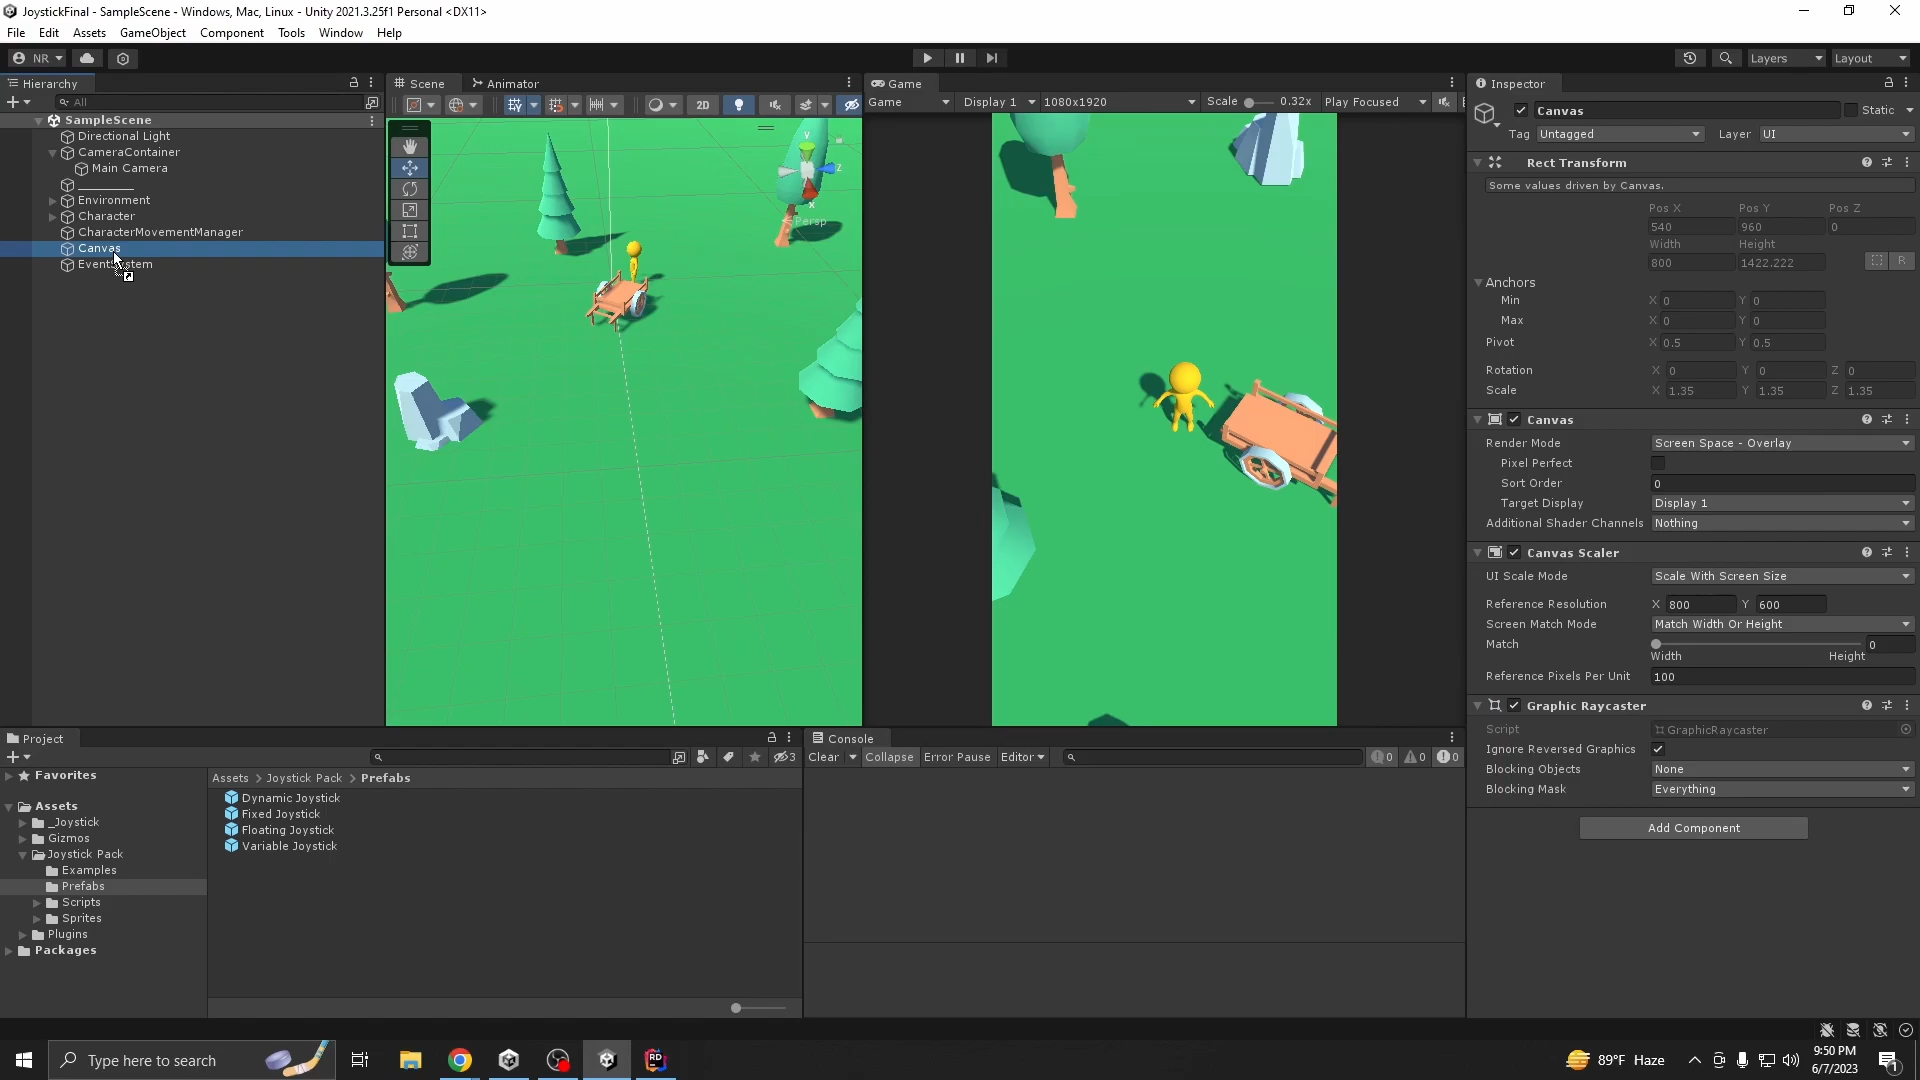 JoystickFinal - SampleScene - Windows, Mac, Linux - Unity 2021.3.25f1 Personal <DX11>
File Edit Assets GameObject Component Tools Window Help
NR Layers Layout
Hierarchy
All
SampleScene
Directional Light
CameraContainer
Main Camera
__________
Environment
Character
CharacterMovementManager
Canvas
EventSystem
Scene Animator
2D
y
z
x
Persp
Game
Game Display 1 1080x1920 Scale 0.32x Play Focused
Inspector
Canvas Static
Tag Untagged Layer UI
Rect Transform
Some values driven by Canvas.
Pos X Pos Y Pos Z
540 960 0
Width Height
800 1422.222 R
Anchors
Min X 0 Y 0
Max X 0 Y 0
Pivot X 0.5 Y 0.5
Rotation X 0 Y 0 Z 0
Scale X 1.35 Y 1.35 Z 1.35
Canvas
Render Mode Screen Space - Overlay
Pixel Perfect
Sort Order 0
Target Display Display 1
Additional Shader Channels Nothing
Canvas Scaler
UI Scale Mode Scale With Screen Size
Reference Resolution X 800 Y 600
Screen Match Mode Match Width Or Height
Match 0
Width Height
Reference Pixels Per Unit 100
Graphic Raycaster
Script GraphicRaycaster
Ignore Reversed Graphics
Blocking Objects None
Blocking Mask Everything
Add Component
Project
3
Favorites
Assets
_Joystick
Gizmos
Joystick Pack
Examples
Prefabs
Scripts
Sprites
Plugins
Packages
Assets > Joystick Pack > Prefabs
Dynamic Joystick
Fixed Joystick
Floating Joystick
Variable Joystick
Console
Clear Collapse Error Pause Editor 0 0 0
Type here to search
RD
89°F Haze
9:50 PM
6/7/2023
1